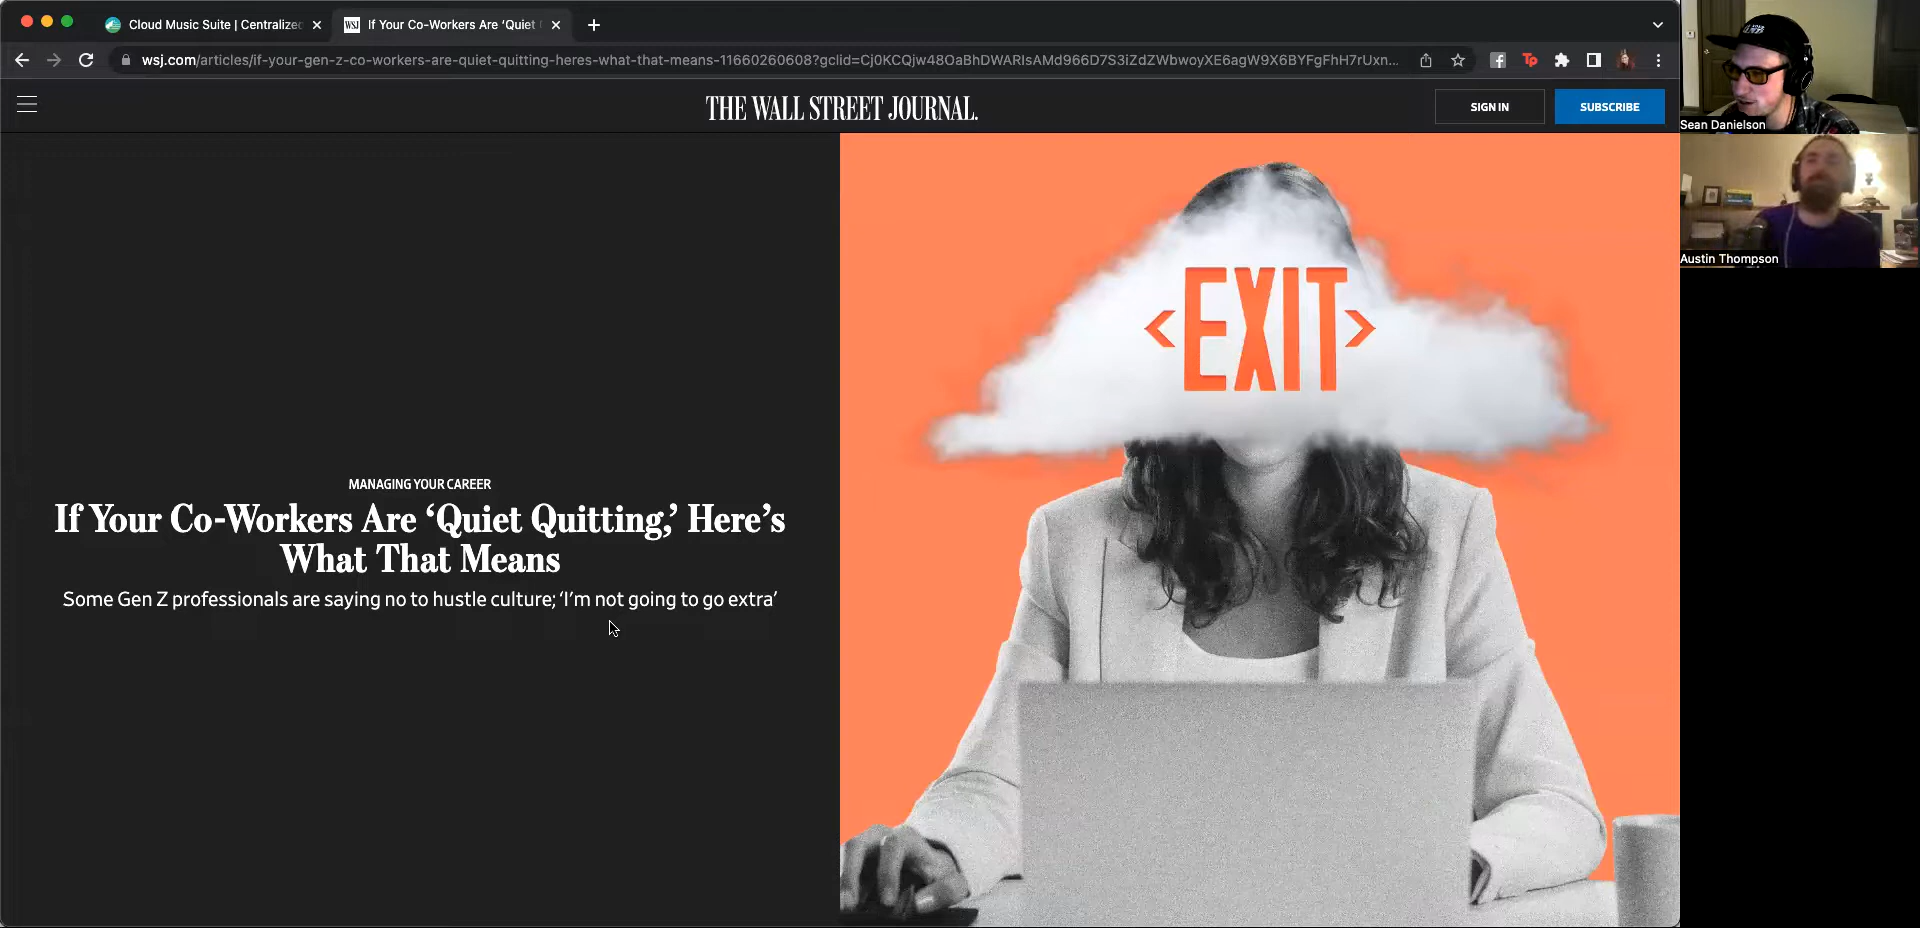 Cloud Music Suite | Centralized
WSJ
If Your Co-Workers Are ‘Quiet
wsj.com/articles/if-your-gen-z-co-workers-are-quiet-quitting-heres-what-that-means-11660260608?gclid=Cj0KCQjw48OaBhDWARIsAMd966D7S3iZdZWbwoyXE6agW9X6BYFgFhH7rUxn...
Tp
THE WALL STREET JOURNAL.
SIGN IN
SUBSCRIBE
Sean Danielson
Austin Thompson
<EXIT>
MANAGING YOUR CAREER
If Your Co-Workers Are ‘Quiet Quitting,’ Here’s
What That Means
Some Gen Z professionals are saying no to hustle culture; ‘I’m not going to go extra’